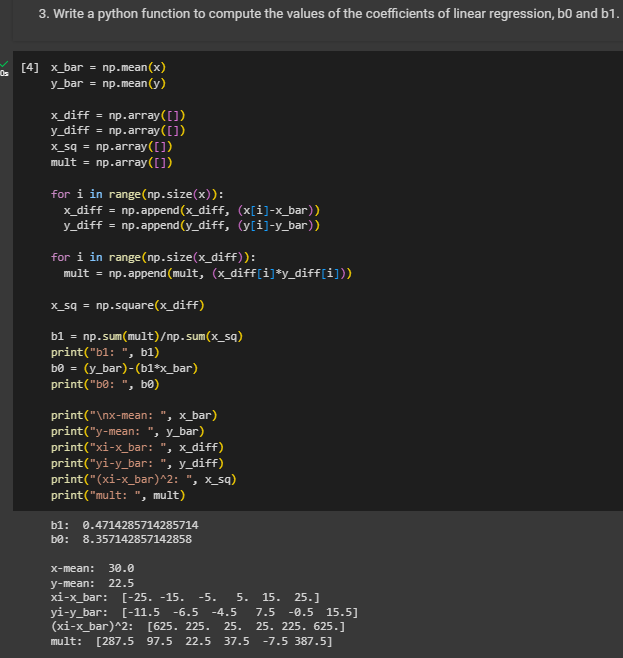 3. Write a python function to compute the values of the coefficients of linear regression, b0 and b1.
0s
[4] x_bar = np.mean(x)
y_bar = np.mean(y)
x_diff = np.array([])
y_diff = np.array([])
x_sq = np.array([])
mult = np.array([])
for i in range(np.size(x)):
x_diff = np.append(x_diff, (x[i]-x_bar))
y_diff = np.append(y_diff, (y[i]-y_bar))
for i in range(np.size(x_diff)):
mult = np.append(mult, (x_diff[i]*y_diff[i]))
x_sq = np.square(x_diff)
b1 = np.sum(mult)/np.sum(x_sq)
print("b1: ", b1)
b0 = (y_bar)-(b1*x_bar)
print("b0: ", b0)
print("\nx-mean: ", x_bar)
print("y-mean: ", y_bar)
print("xi-x_bar: ", x_diff)
print("yi-y_bar: ", y_diff)
print("(xi-x_bar)^2: ", x_sq)
print("mult: ", mult)
b1:  0.4714285714285714
b0:  8.357142857142858
x-mean:  30.0
y-mean:  22.5
xi-x_bar:  [-25. -15.  -5.   5.  15.  25.]
yi-y_bar:  [-11.5  -6.5  -4.5   7.5  -0.5  15.5]
(xi-x_bar)^2:  [625. 225.  25.  25. 225. 625.]
mult:  [287.5  97.5  22.5  37.5  -7.5 387.5]